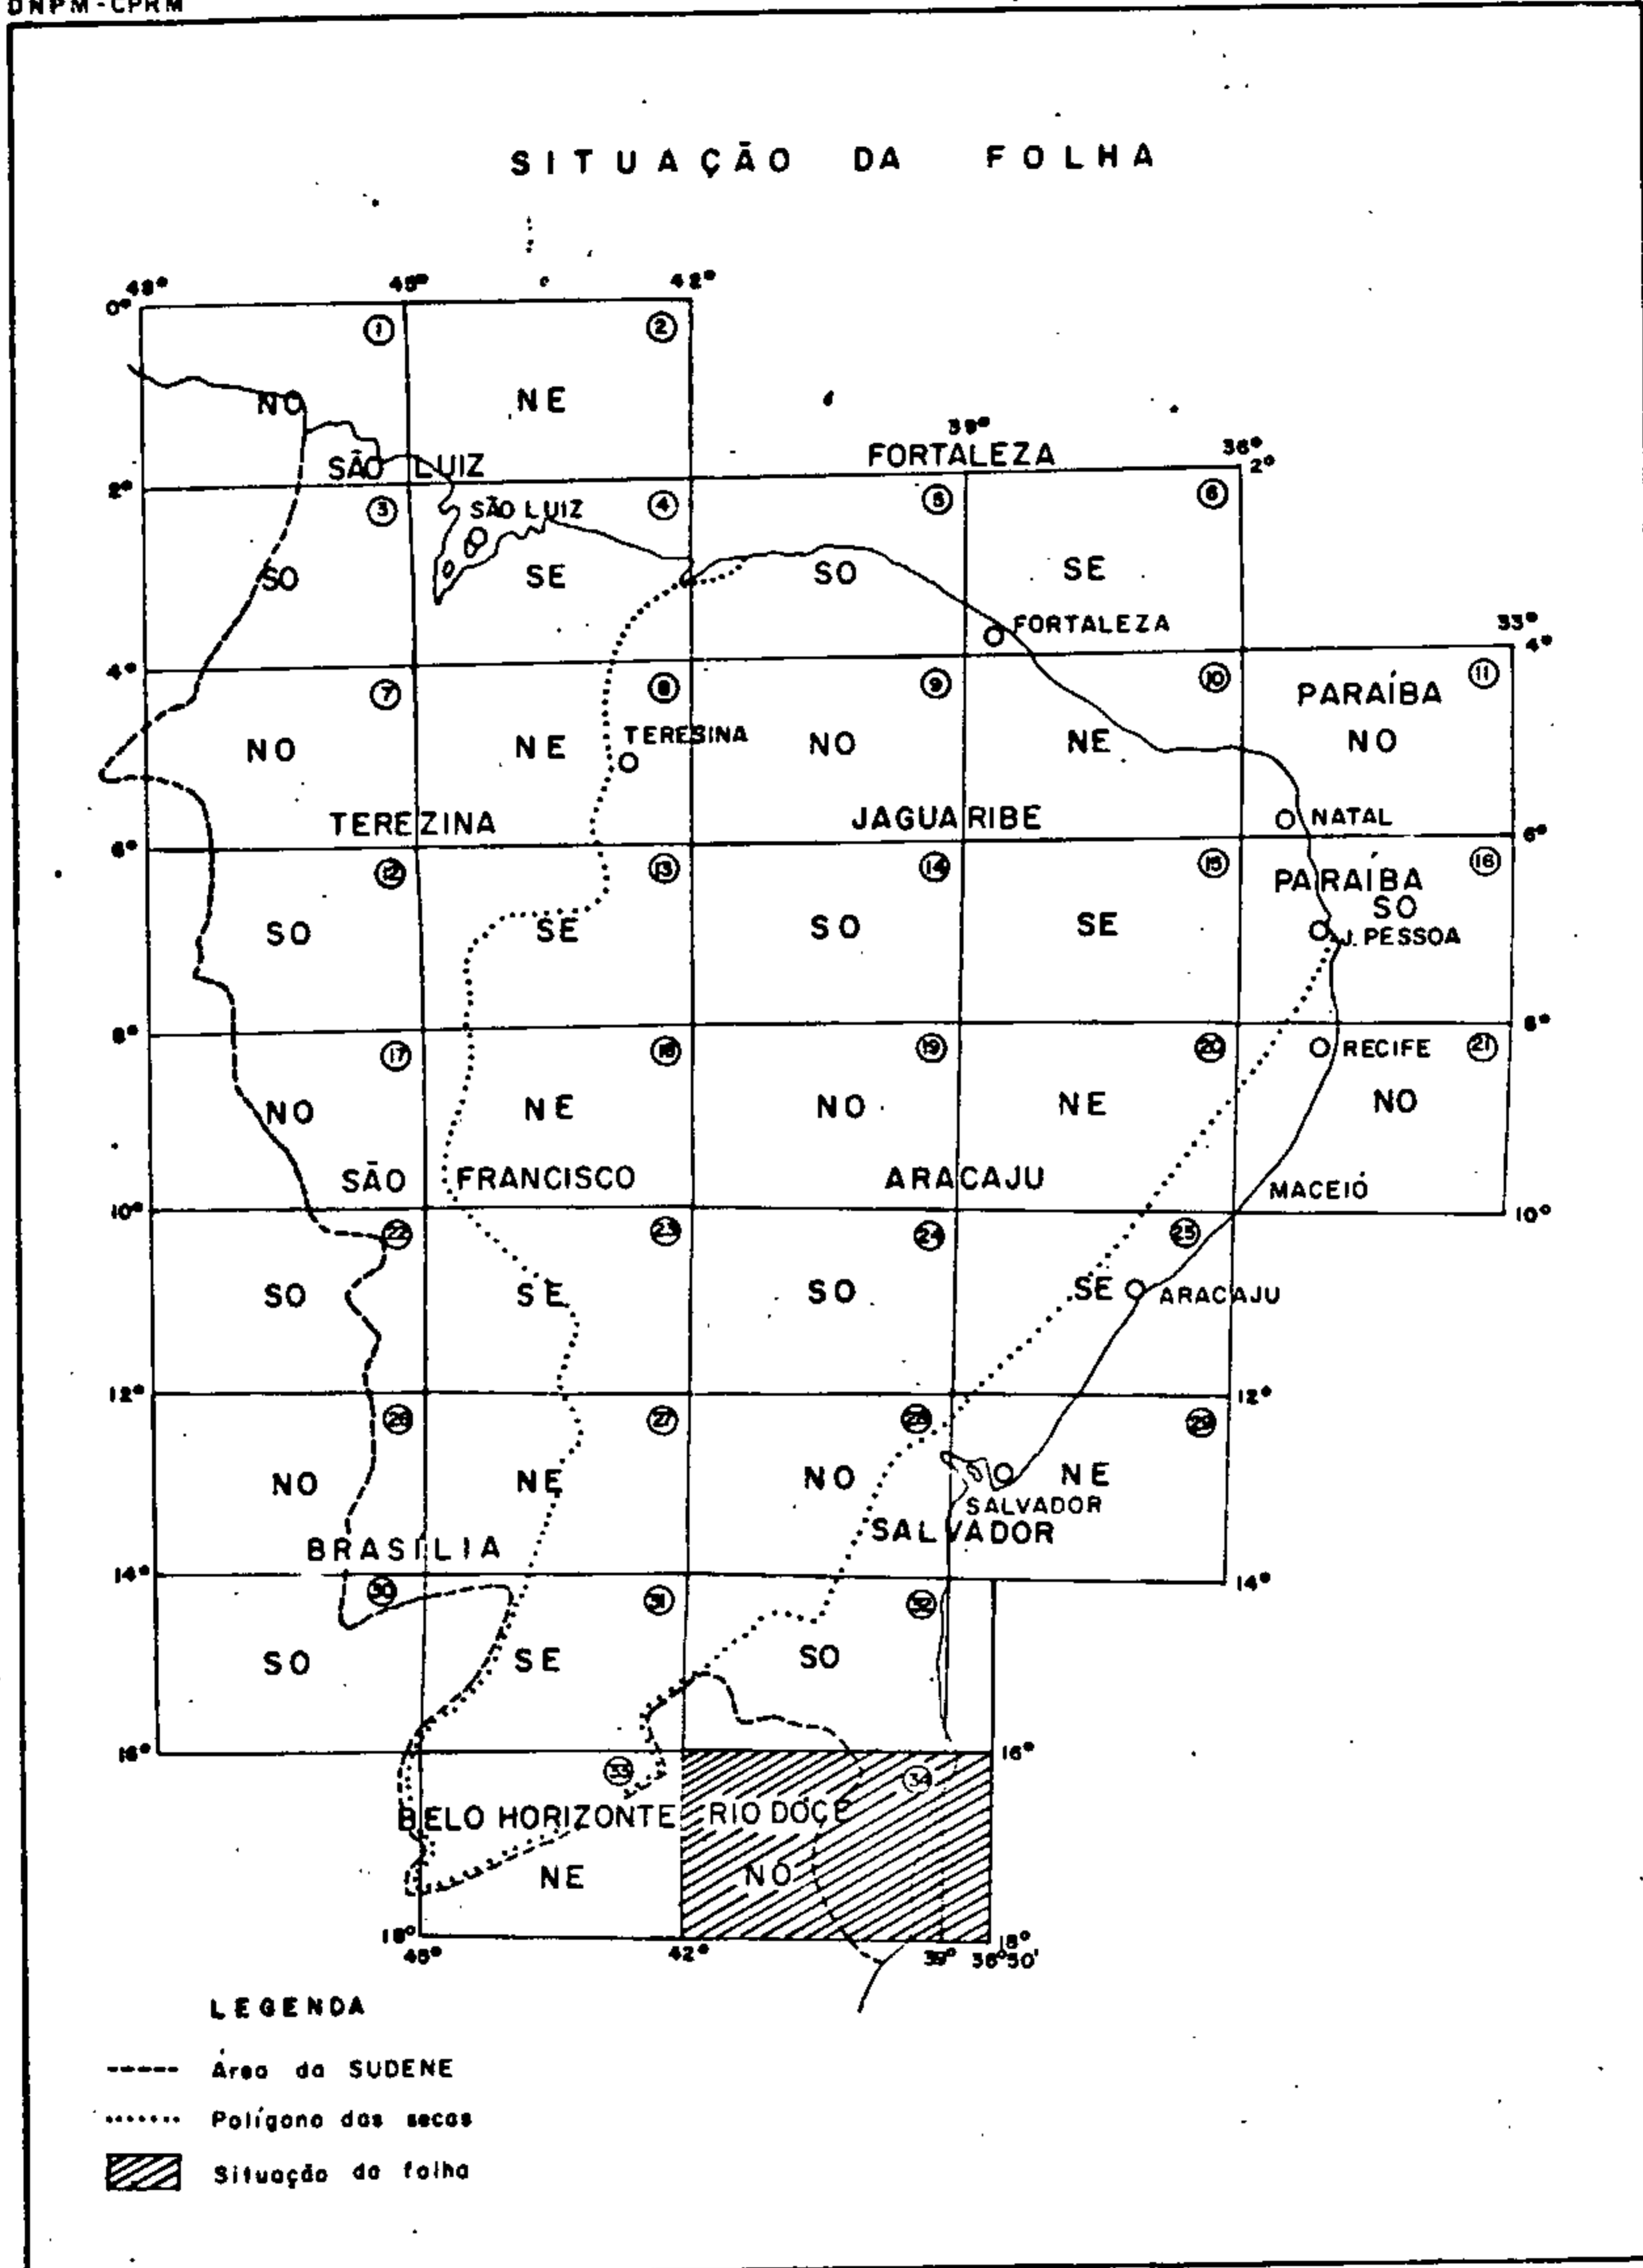 DNPM-CPRM
SITUAÇÃO DA FOLHA
48° 45° 42°
0°
① ②
NO NE
39° 36°
FORTALEZA
SÃO LUIZ
2° 2°
③ ④ ⑤ ⑥
SÃO LUIZ
SO SE SO SE
FORTALEZA
33°
4° 4°
⑦ ⑧ ⑨ ⑩ ⑪
PARAÍBA
TERESINA
NO NE NO NE NO
NATAL
TEREZINA JAGUARIBE
6° 6°
⑫ ⑬ ⑭ ⑮ ⑯
PARAÍBA
SO SE SO SE SO
J. PESSOA
8° 8°
⑰ ⑱ ⑲ ⑳ ㉑
RECIFE
NO NE NO NE NO
SÃO FRANCISCO ARACAJU MACEIÓ
10° 10°
㉒ ㉓ ㉔ ㉕
SO SE SO SE ARACAJU
12° 12°
㉖ ㉗ ㉘ ㉙
NO NE NO NE
SALVADOR
SALVADOR
BRASILIA
14° 14°
㉚ ㉛ ㉜
SO SE SO
16° 16°
㉝ ㉞
BELO HORIZONTE RIO DOCE
NE NO
18° 18°
45° 42° 39° 38°30'
LEGENDA
Área da SUDENE
Polígono das secas
Situação da folha